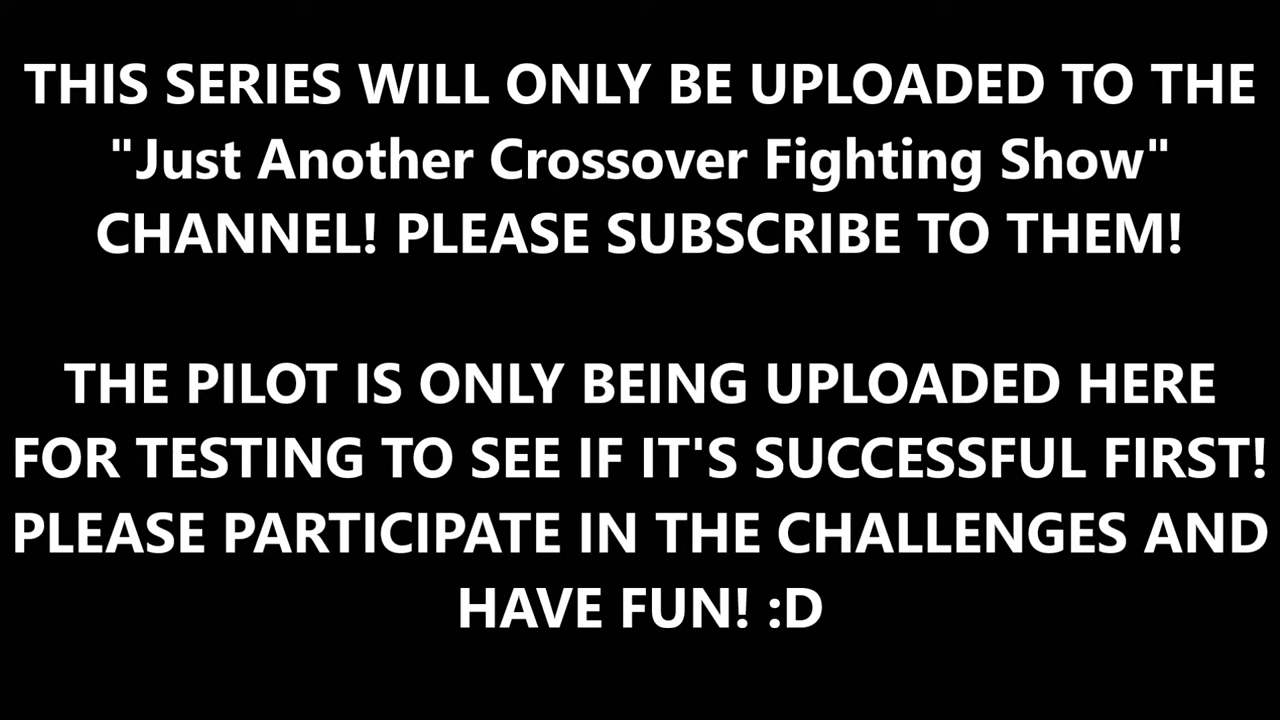 THIS SERIES WILL ONLY BE UPLOADED TO THE
"Just Another Crossover Fighting Show"
CHANNEL! PLEASE SUBSCRIBE TO THEM!
THE PILOT IS ONLY BEING UPLOADED HERE
FOR TESTING TO SEE IF IT'S SUCCESSFUL FIRST!
PLEASE PARTICIPATE IN THE CHALLENGES AND
HAVE FUN! :D